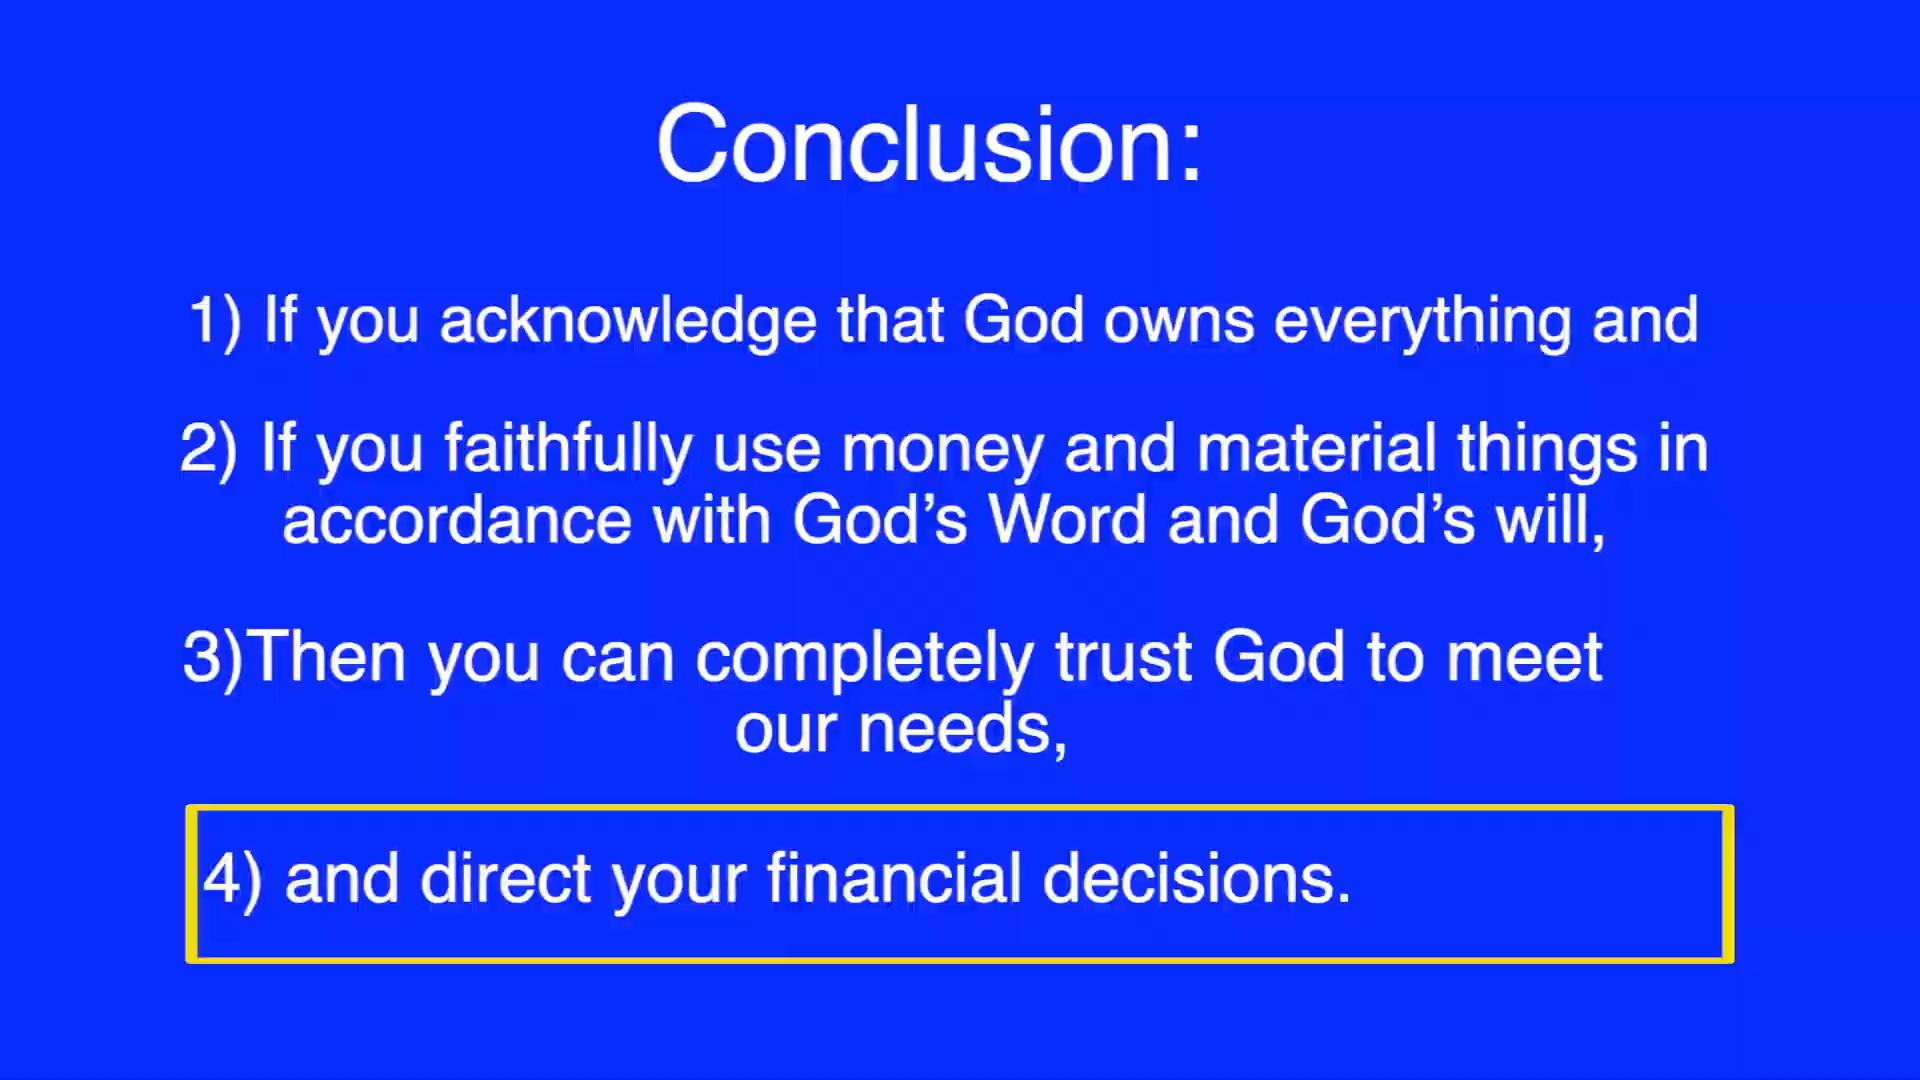 Conclusion:
1) If you acknowledge that God owns everything and
2) If you faithfully use money and material things in
accordance with God’s Word and God’s will,
3)Then you can completely trust God to meet
our needs,
4) and direct your financial decisions.